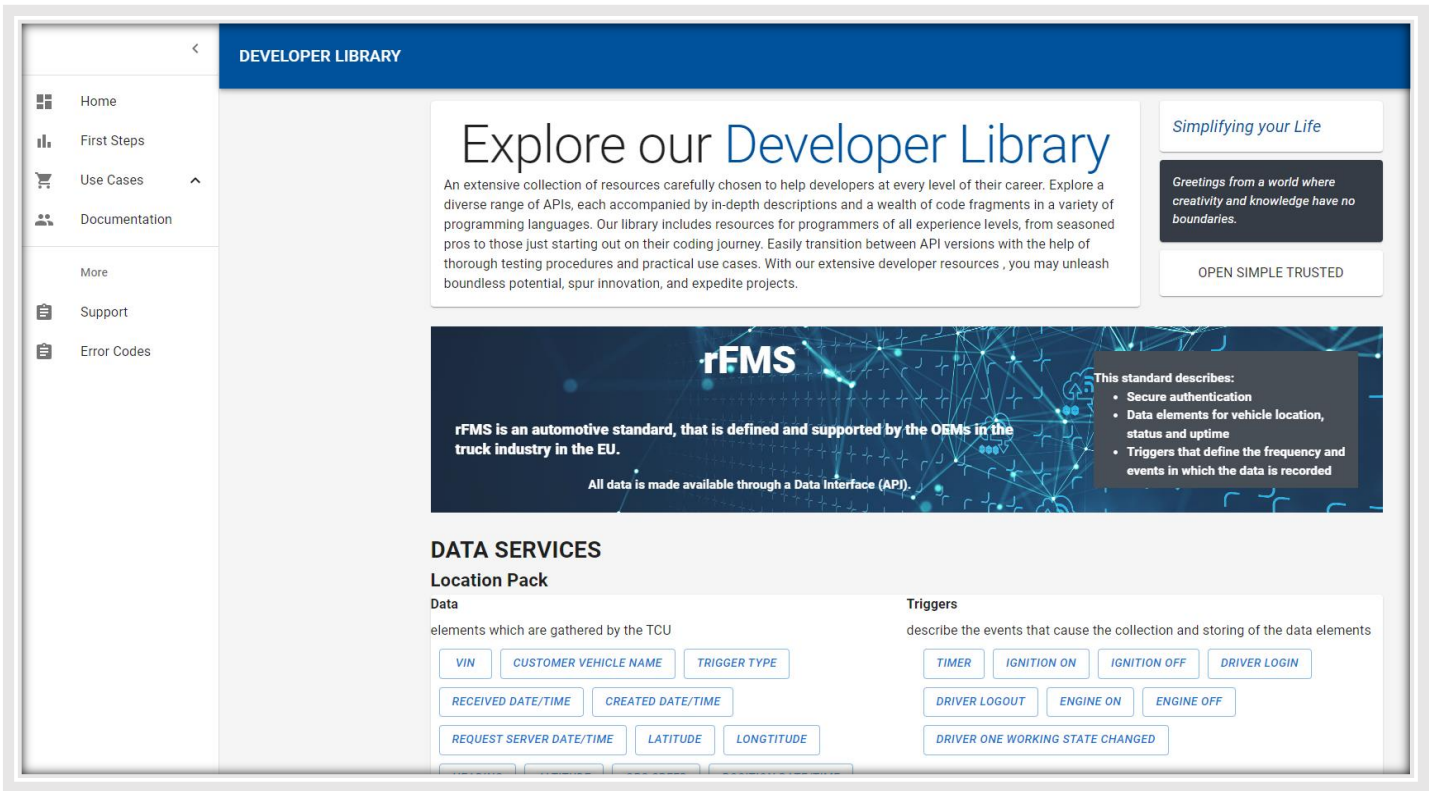 DEVELOPER LIBRARY
Home
First Steps
Use Cases
Documentation
More
Support
Error Codes
Explore our Developer Library
An extensive collection of resources carefully chosen to help developers at every level of their career. Explore a
diverse range of APIs, each accompanied by in-depth descriptions and a wealth of code fragments in a variety of
programming languages. Our library includes resources for programmers of all experience levels, from seasoned
pros to those just starting out on their coding journey. Easily transition between API versions with the help of
thorough testing procedures and practical use cases. With our extensive developer resources , you may unleash
boundless potential, spur innovation, and expedite projects.
Simplifying your Life
Greetings from a world where
creativity and knowledge have no
boundaries.
OPEN SIMPLE TRUSTED
rFMS
rFMS is an automotive standard, that is defined and supported by the OEMs in the
truck industry in the EU.
All data is made available through a Data Interface (API).
This standard describes:
• Secure authentication
• Data elements for vehicle location,
status and uptime
• Triggers that define the frequency and
events in which the data is recorded
DATA SERVICES
Location Pack
Data
elements which are gathered by the TCU
VIN CUSTOMER VEHICLE NAME TRIGGER TYPE
RECEIVED DATE/TIME CREATED DATE/TIME
REQUEST SERVER DATE/TIME LATITUDE LONGTITUDE
Triggers
describe the events that cause the collection and storing of the data elements
TIMER IGNITION ON IGNITION OFF DRIVER LOGIN
DRIVER LOGOUT ENGINE ON ENGINE OFF
DRIVER ONE WORKING STATE CHANGED